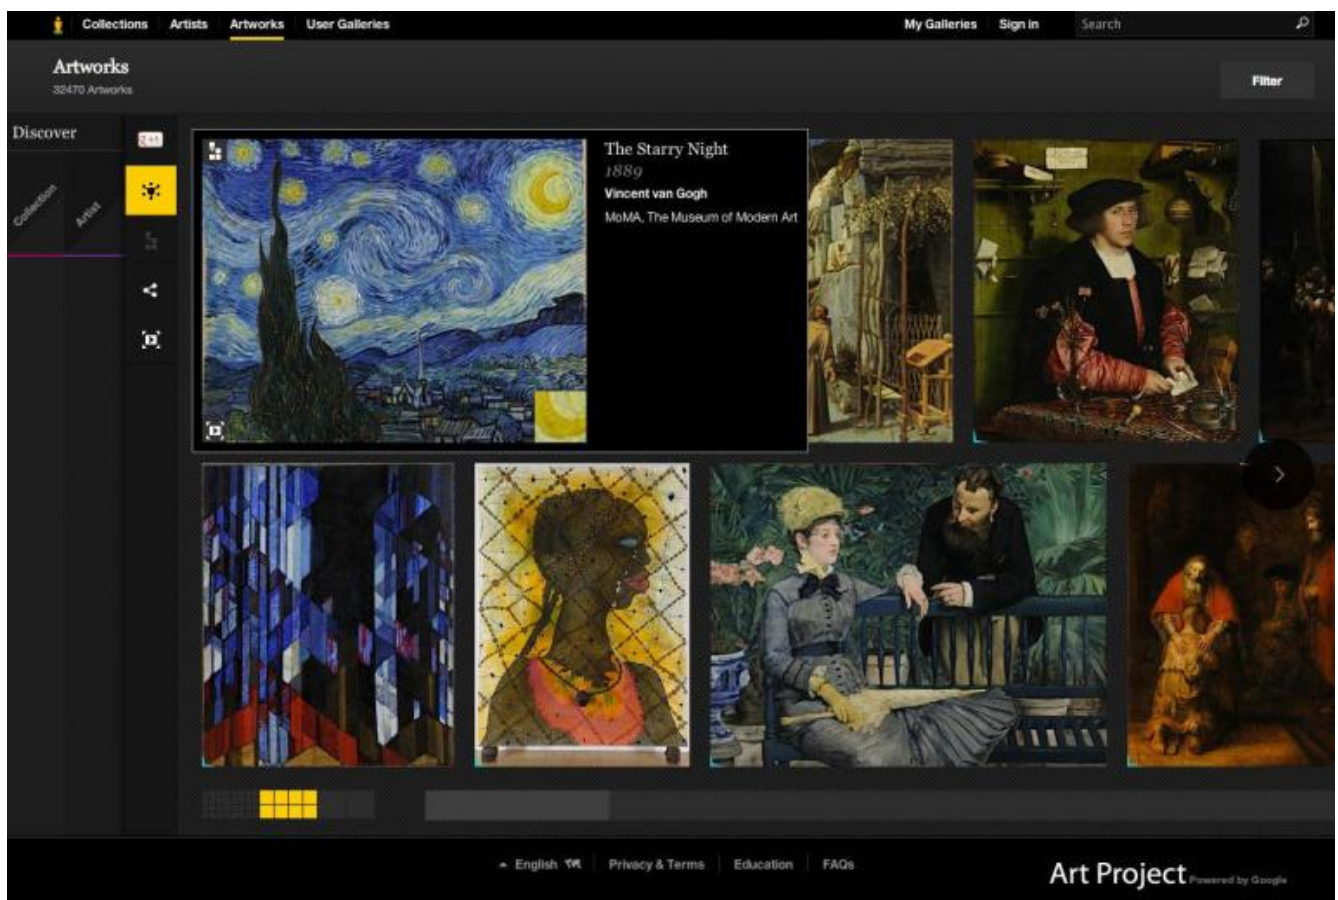 Collections Artists Artworks User Galleries My Galleries Sign in Search
Artworks
32470 Artworks
Filter
Discover
g+1
Collection
Artist
The Starry Night
1889
Vincent van Gogh
MoMA, The Museum of Modern Art
English Privacy & Terms Education FAQs
Art Project Powered by Google